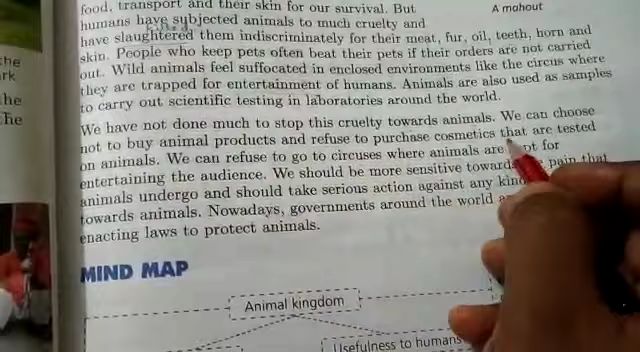 food, transport and their skin for our survival. But
A mahout
humans have subjected animals to much cruelty and
have slaughtered them indiscriminately for their meat, fur, oil, teeth, horn and
skin. People who keep pets often beat their pets if their orders are not carried
out. Wild animals feel suffocated in enclosed environments like the circus where
they are trapped for entertainment of humans. Animals are also used as samples
to carry out scientific testing in laboratories around the world.
We have not done much to stop this cruelty towards animals. We can choose
not to buy animal products and refuse to purchase cosmetics that are tested
on animals. We can refuse to go to circuses where animals are for
entertaining the audience. We should be more sensitive pain that
animals undergo and should take serious action against any
towards animals. Nowadays, governments around the world
enacting laws to protect animals.
MIND MAP
Animal kingdom
Usefulness to humans
the
he
he